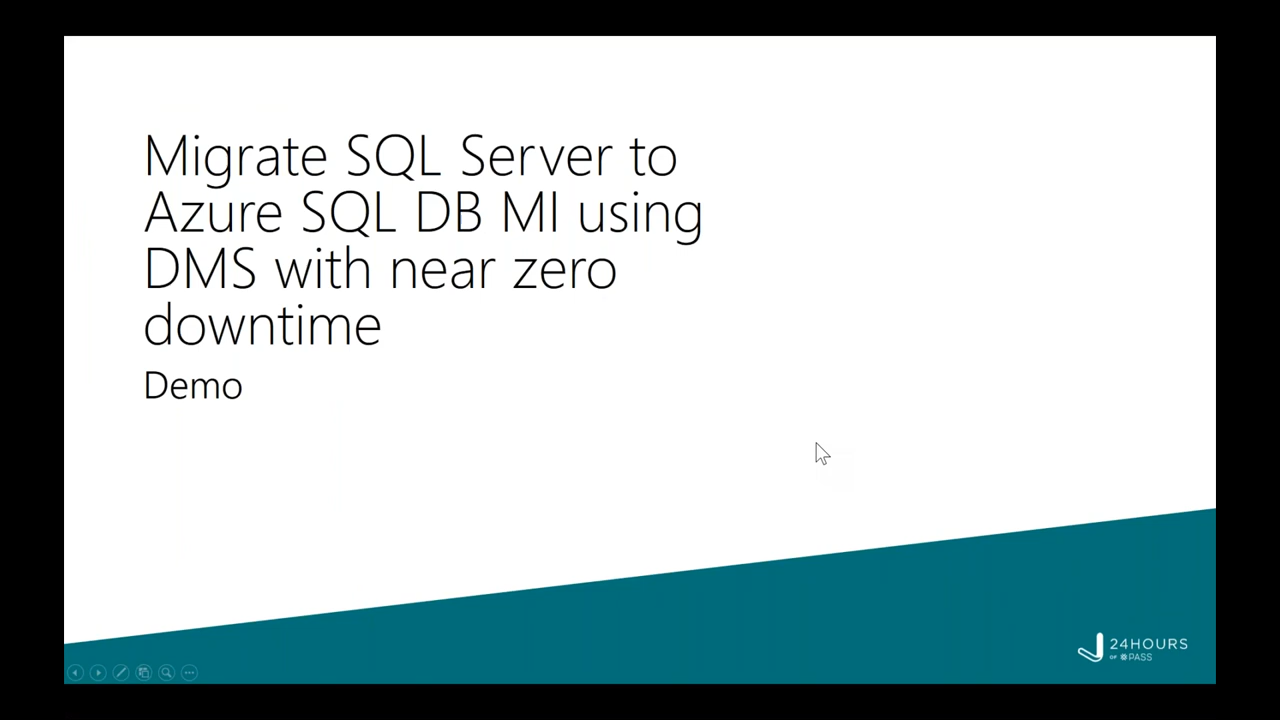 Migrate SQL Server to
Azure SQL DB MI using
DMS with near zero
downtime
Demo
24HOURS
OF PASS